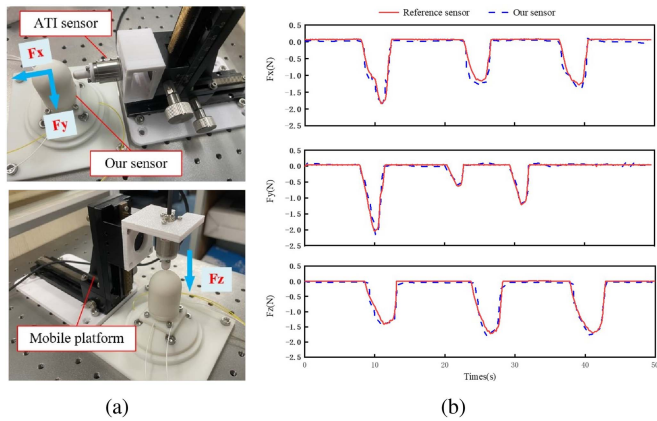 ATI sensor
Fx
Fy
Our sensor
Fz
Mobile platform
(a)
Reference sensor
Our sensor
Fx(N)
0.5
0.0
-0.5
-1.0
-1.5
-2.0
-2.5
Fy(N)
0.5
0.0
-0.5
-1.0
-1.5
-2.0
-2.5
Fz(N)
0.5
0.0
-0.5
-1.0
-1.5
-2.0
-2.5
0
10
20
30
40
50
Times(s)
(b)